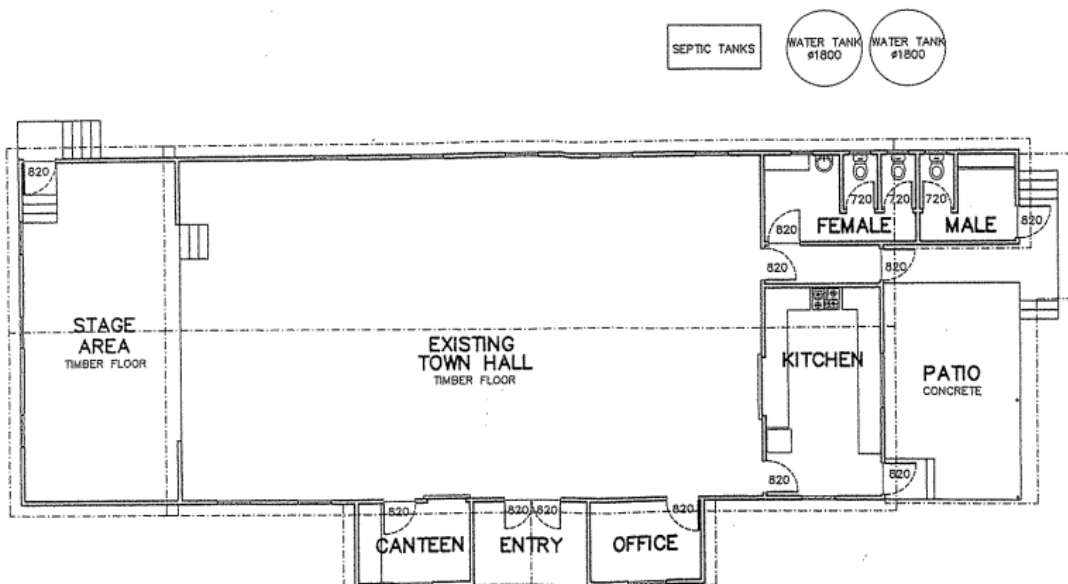 SEPTIC TANKS
WATER TANK
ø1800
WATER TANK
ø1800
820
720
720
720
820
FEMALE
MALE
820
820
820
STAGE
AREA
TIMBER FLOOR
EXISTING
TOWN HALL
TIMBER FLOOR
KITCHEN
PATIO
CONCRETE
820
820
820
820
820
820
CANTEEN
ENTRY
OFFICE